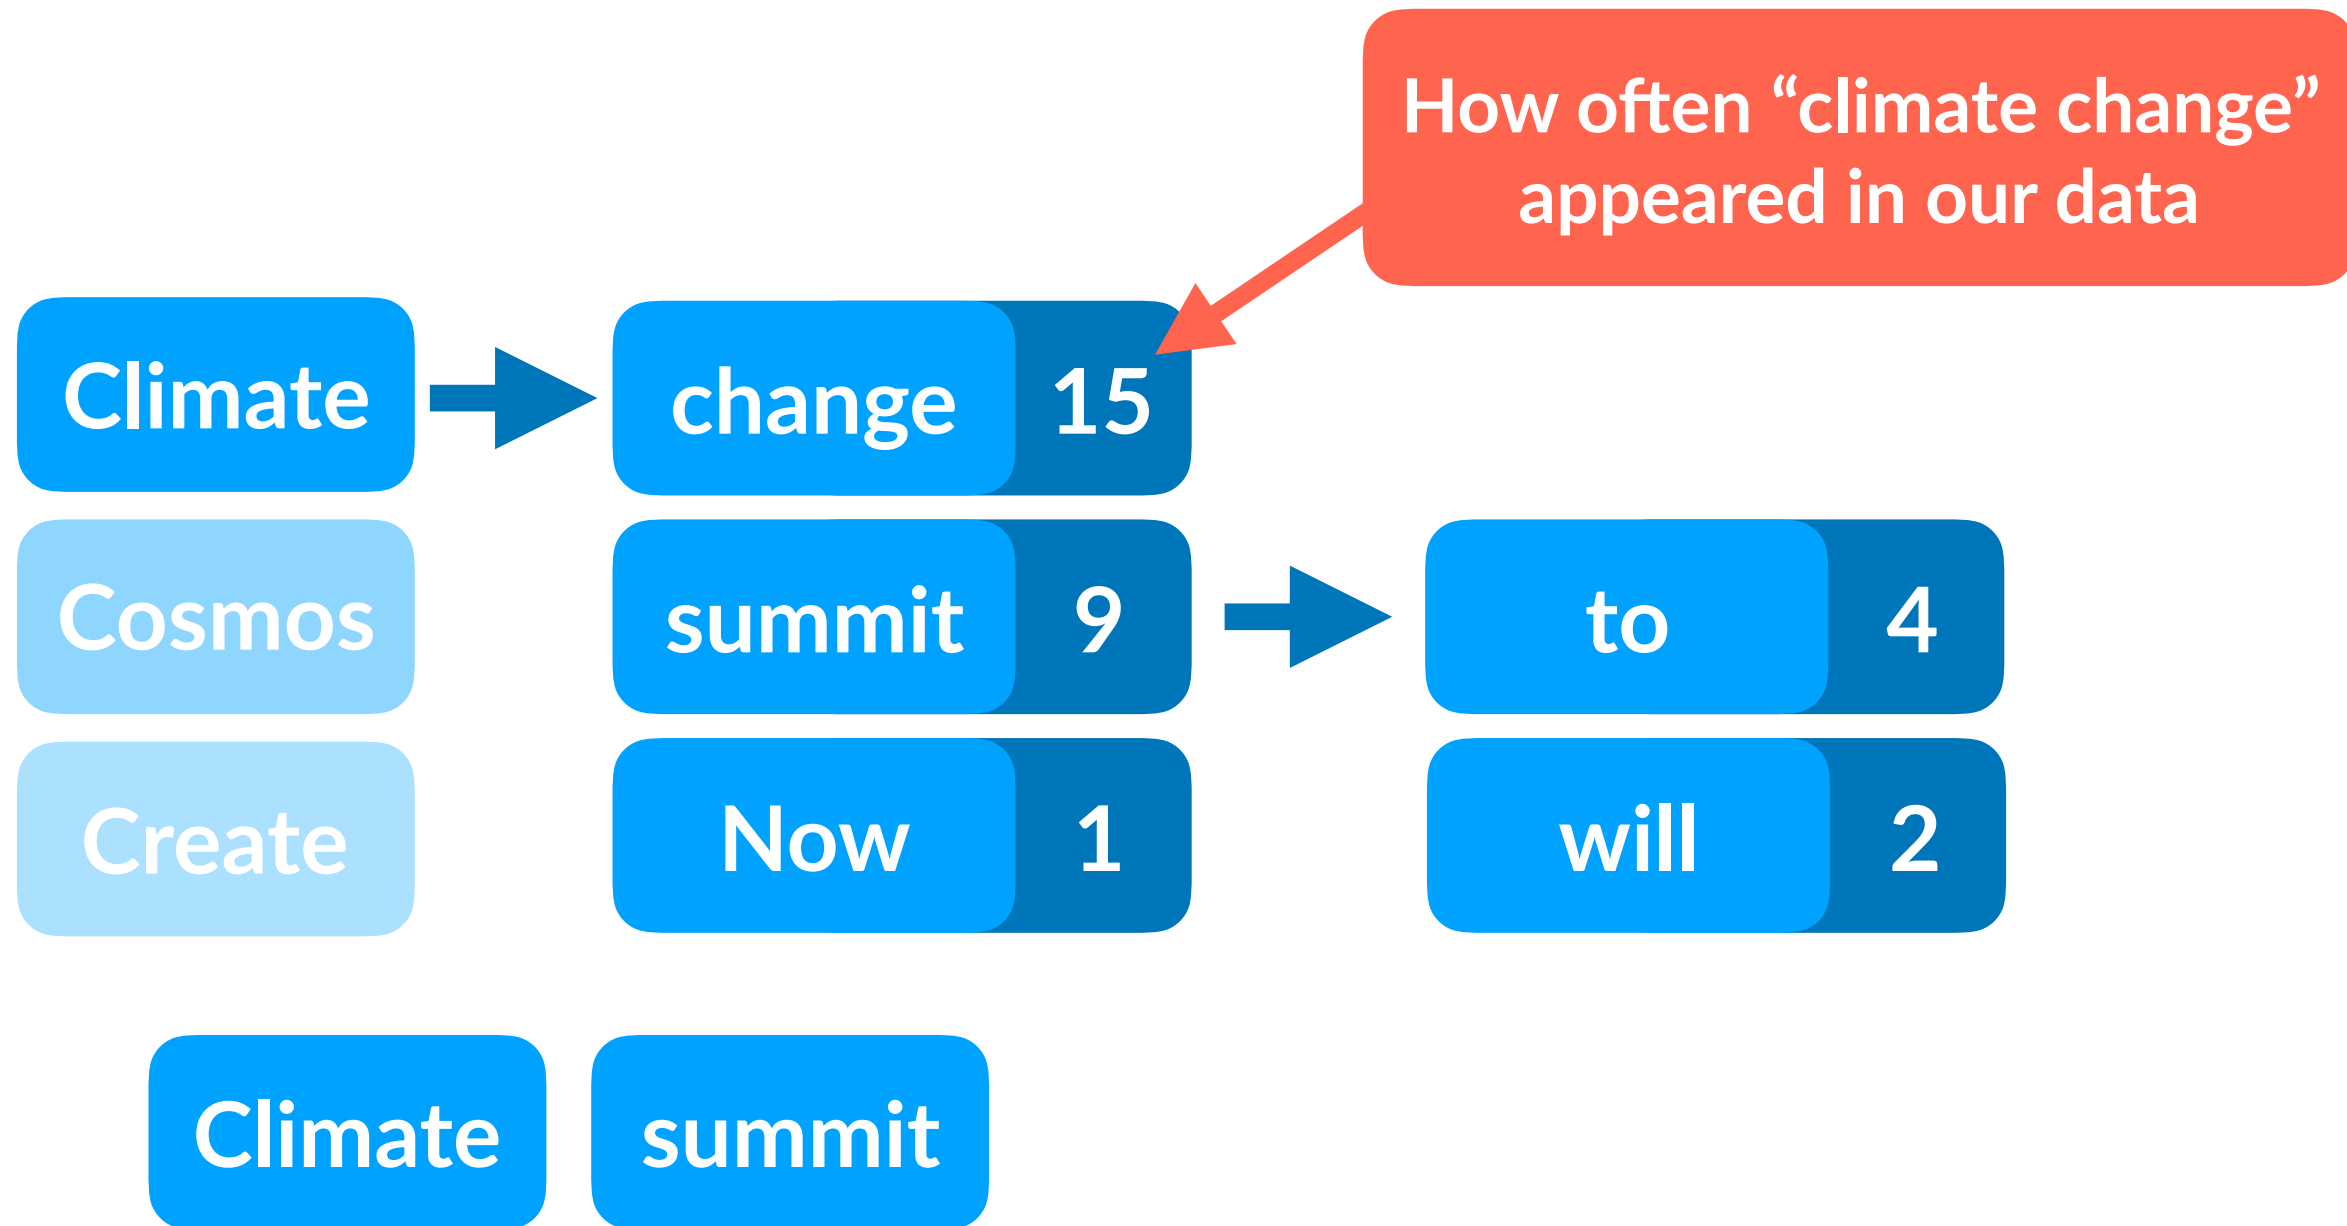 How often “climate change”
appeared in our data
Climate change 15
Cosmos summit 9 to 4
Create Now 1 will 2
Climate summit